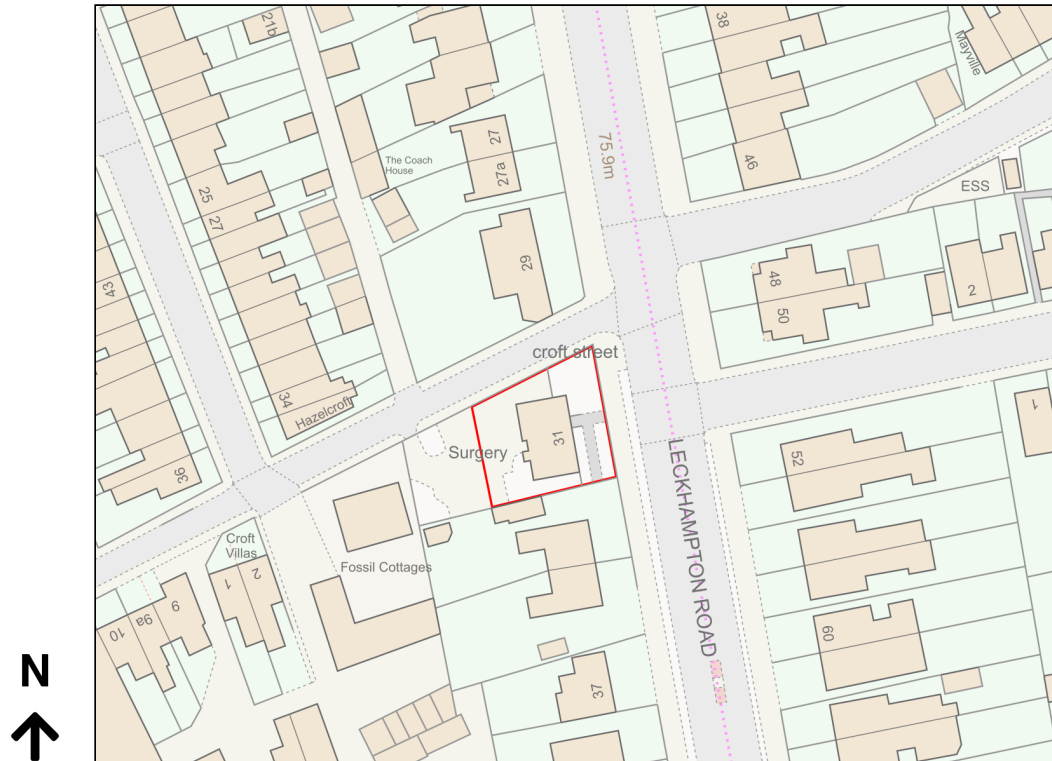 21b
38
Mayville
27
27a
75.9m
46
The Coach
House
25
27
ESS
29
43
48
50
2
croft street
34
Hazelcroft
31
1
Surgery
52
36
LECKHAMPTON ROAD
Croft
Villas
Fossil Cottages
1
2
9
9a
10
60
37
N